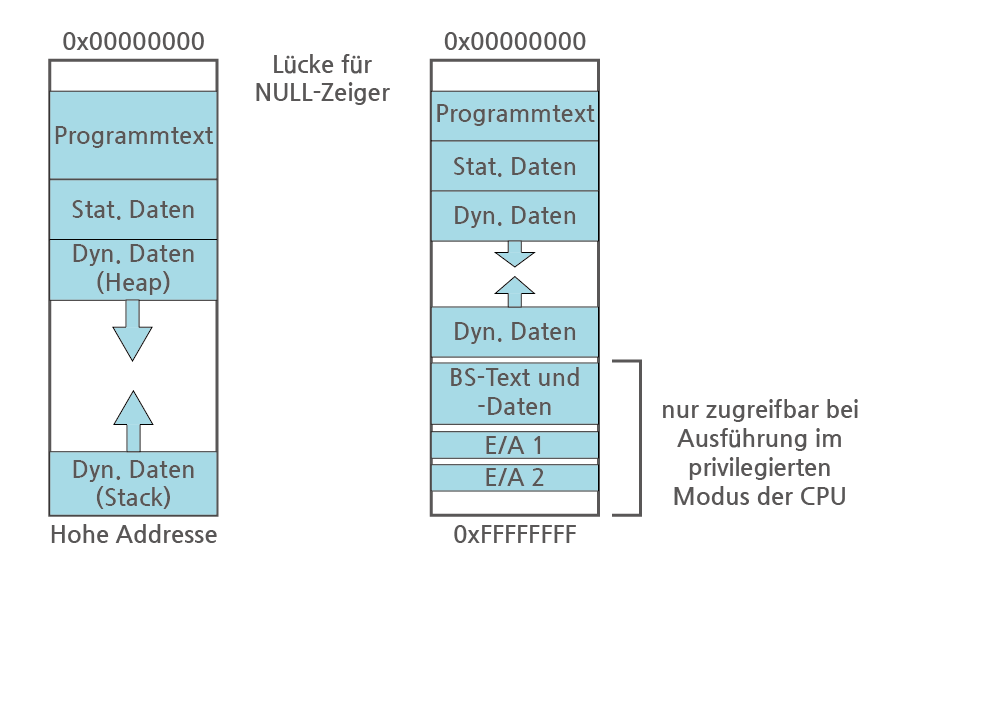 0x00000000
Programmtext
Stat. Daten
Dyn. Daten
(Heap)
Dyn. Daten
(Stack)
Hohe Addresse
Lücke für
NULL-Zeiger
0x00000000
Programmtext
Stat. Daten
Dyn. Daten
Dyn. Daten
BS-Text und
-Daten
E/A 1
E/A 2
0xFFFFFFFF
nur zugreifbar bei
Ausführung im
privilegierten
Modus der CPU